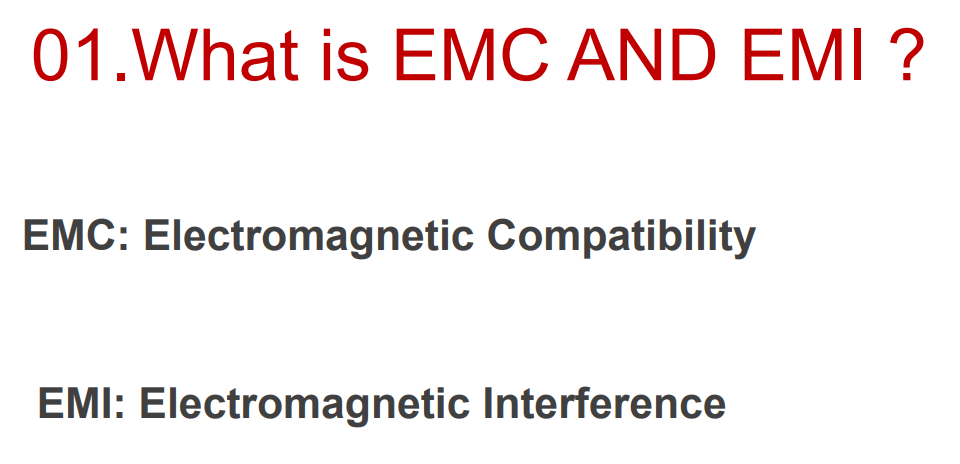 01.What is EMC AND EMI ?
EMC: Electromagnetic Compatibility
EMI: Electromagnetic Interference